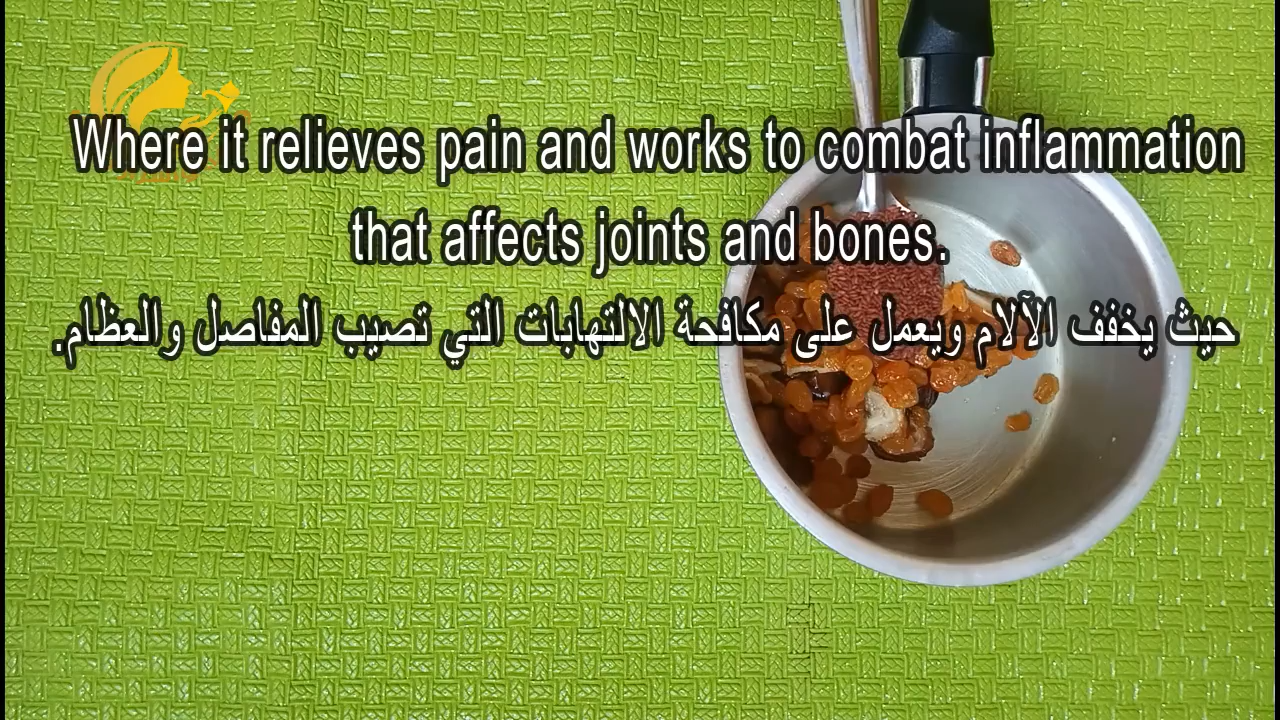 Where it relieves pain and works to combat inflammation
that affects joints and bones.
حيث يخفف الآلام ويعمل على مكافحة الالتهابات التي تصيب المفاصل والعظام.